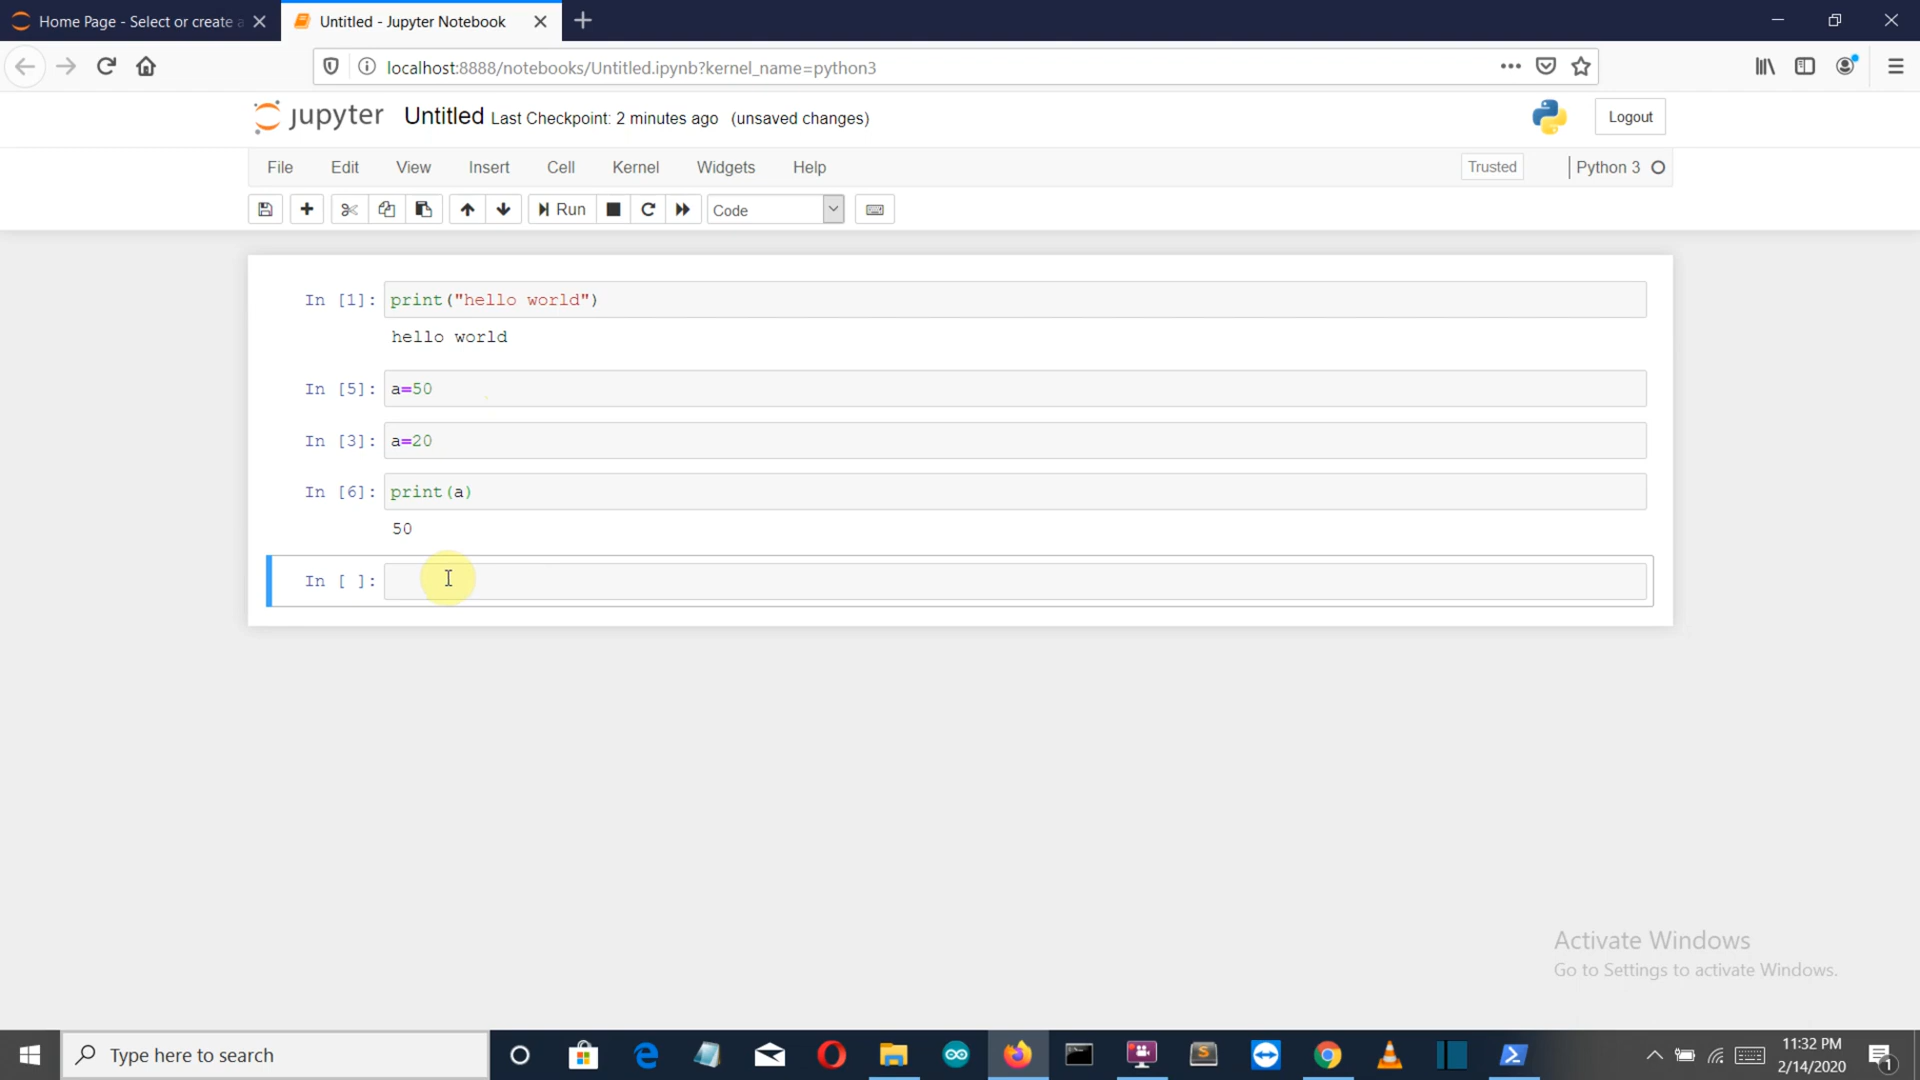 Home Page - Select or create a
Untitled - Jupyter Notebook
localhost:8888/notebooks/Untitled.ipynb?kernel_name=python3
jupyter Untitled Last Checkpoint: 2 minutes ago (unsaved changes)
Logout
File Edit View Insert Cell Kernel Widgets Help
Trusted
Python 3
Run
Code
In [1]: print("hello world")
hello world
In [5]: a=50
In [3]: a=20
In [6]: print(a)
50
In [ ]:
Activate Windows
Go to Settings to activate Windows.
Type here to search
11:32 PM
2/14/2020
1